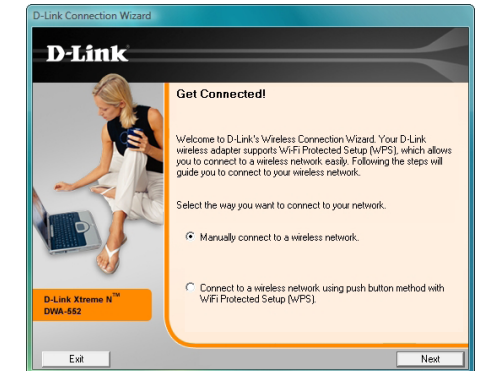 D-Link Connection Wizard
D-Link
Get Connected!
Welcome to D-Link's Wireless Connection Wizard. Your D-Link
wireless adapter supports Wi-Fi Protected Setup (WPS), which allows
you to connect to a wireless network easily. Following the steps will
guide you to connect to your wireless network.
Select the way you want to connect to your network.
Manually connect to a wireless network.
Connect to a wireless network using push button method with
WiFi Protected Setup (WPS).
D-Link Xtreme N™
DWA-552
Exit
Next